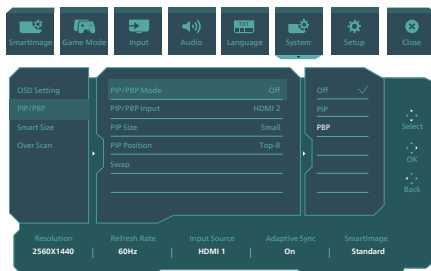 SmartImage Game Mode Input Audio Language System Setup Close
TXT
OSD Setting
PIP/PBP
Smart Size
Over Scan
PIP/PBP Mode Off
PIP/PBP Input HDMI 2
PIP Size Small
PIP Position Top-R
Swap
Off
PIP
PBP
Select
OK
Back
Resolution Refresh Rate Input Source Adaptive Sync SmartImage
2560X1440 60Hz HDMI 1 On Standard